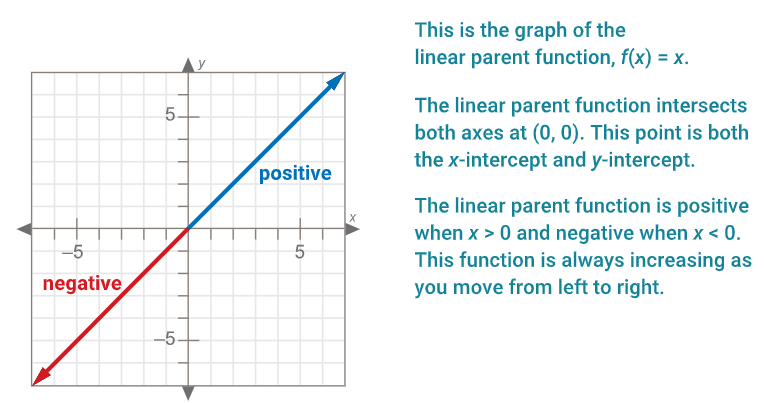 This is the graph of the
linear parent function, f(x) = x.
The linear parent function intersects
both axes at (0, 0). This point is both
the x-intercept and y-intercept.
The linear parent function is positive
when x > 0 and negative when x < 0.
This function is always increasing as
you move from left to right.
y
5
positive
x
–5
5
negative
–5